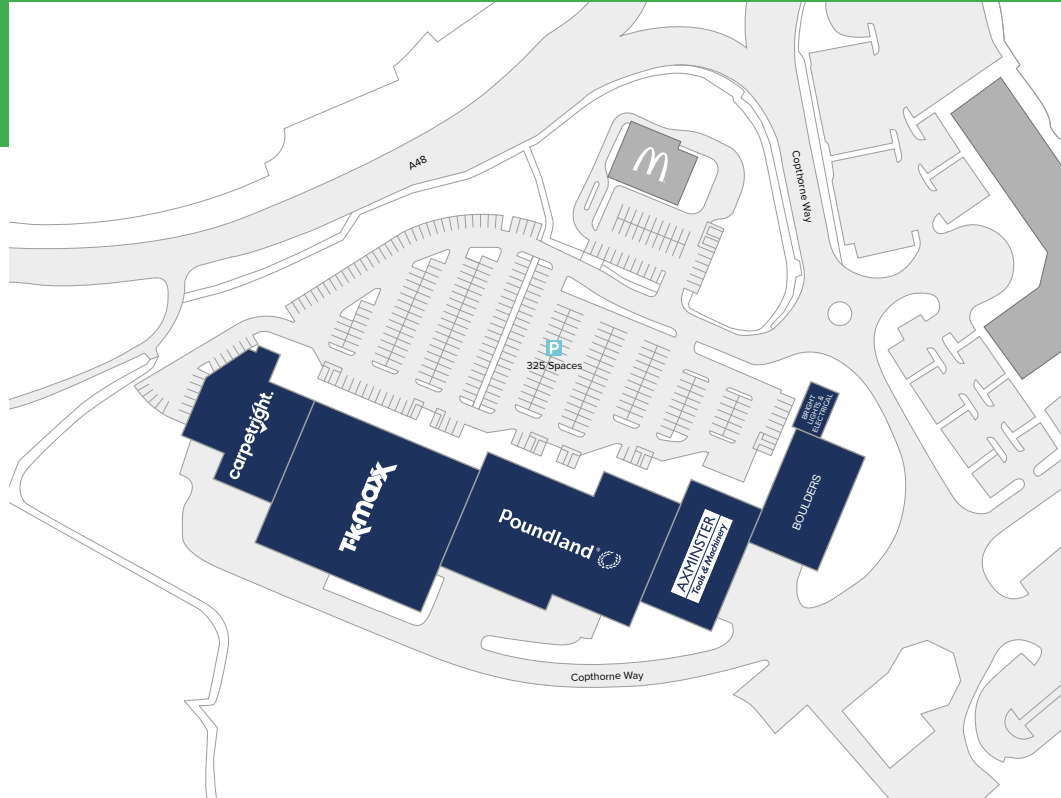 A48
Copthorne Way
P
325 Spaces
carpetright.
TK·maxx
Poundland®
AXMINSTER
Tools & Machinery
BOULDERS
BRIGHT
LIGHTS &
ELECTRICAL
Copthorne Way